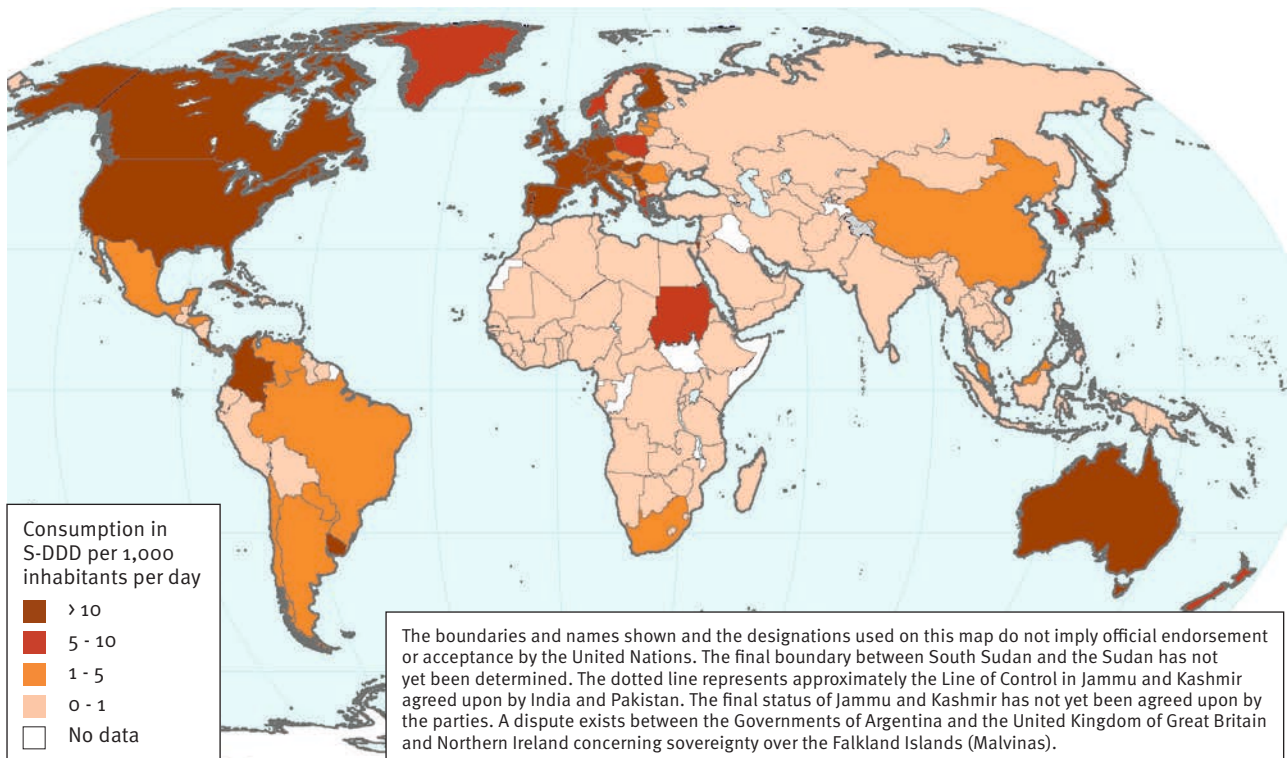 Consumption in
S-DDD per 1,000
inhabitants per day
> 10
5 - 10
1 - 5
0 - 1
No data
The boundaries and names shown and the designations used on this map do not imply official endorsement
or acceptance by the United Nations. The final boundary between South Sudan and the Sudan has not
yet been determined. The dotted line represents approximately the Line of Control in Jammu and Kashmir
agreed upon by India and Pakistan. The final status of Jammu and Kashmir has not yet been agreed upon by
the parties. A dispute exists between the Governments of Argentina and the United Kingdom of Great Britain
and Northern Ireland concerning sovereignty over the Falkland Islands (Malvinas).